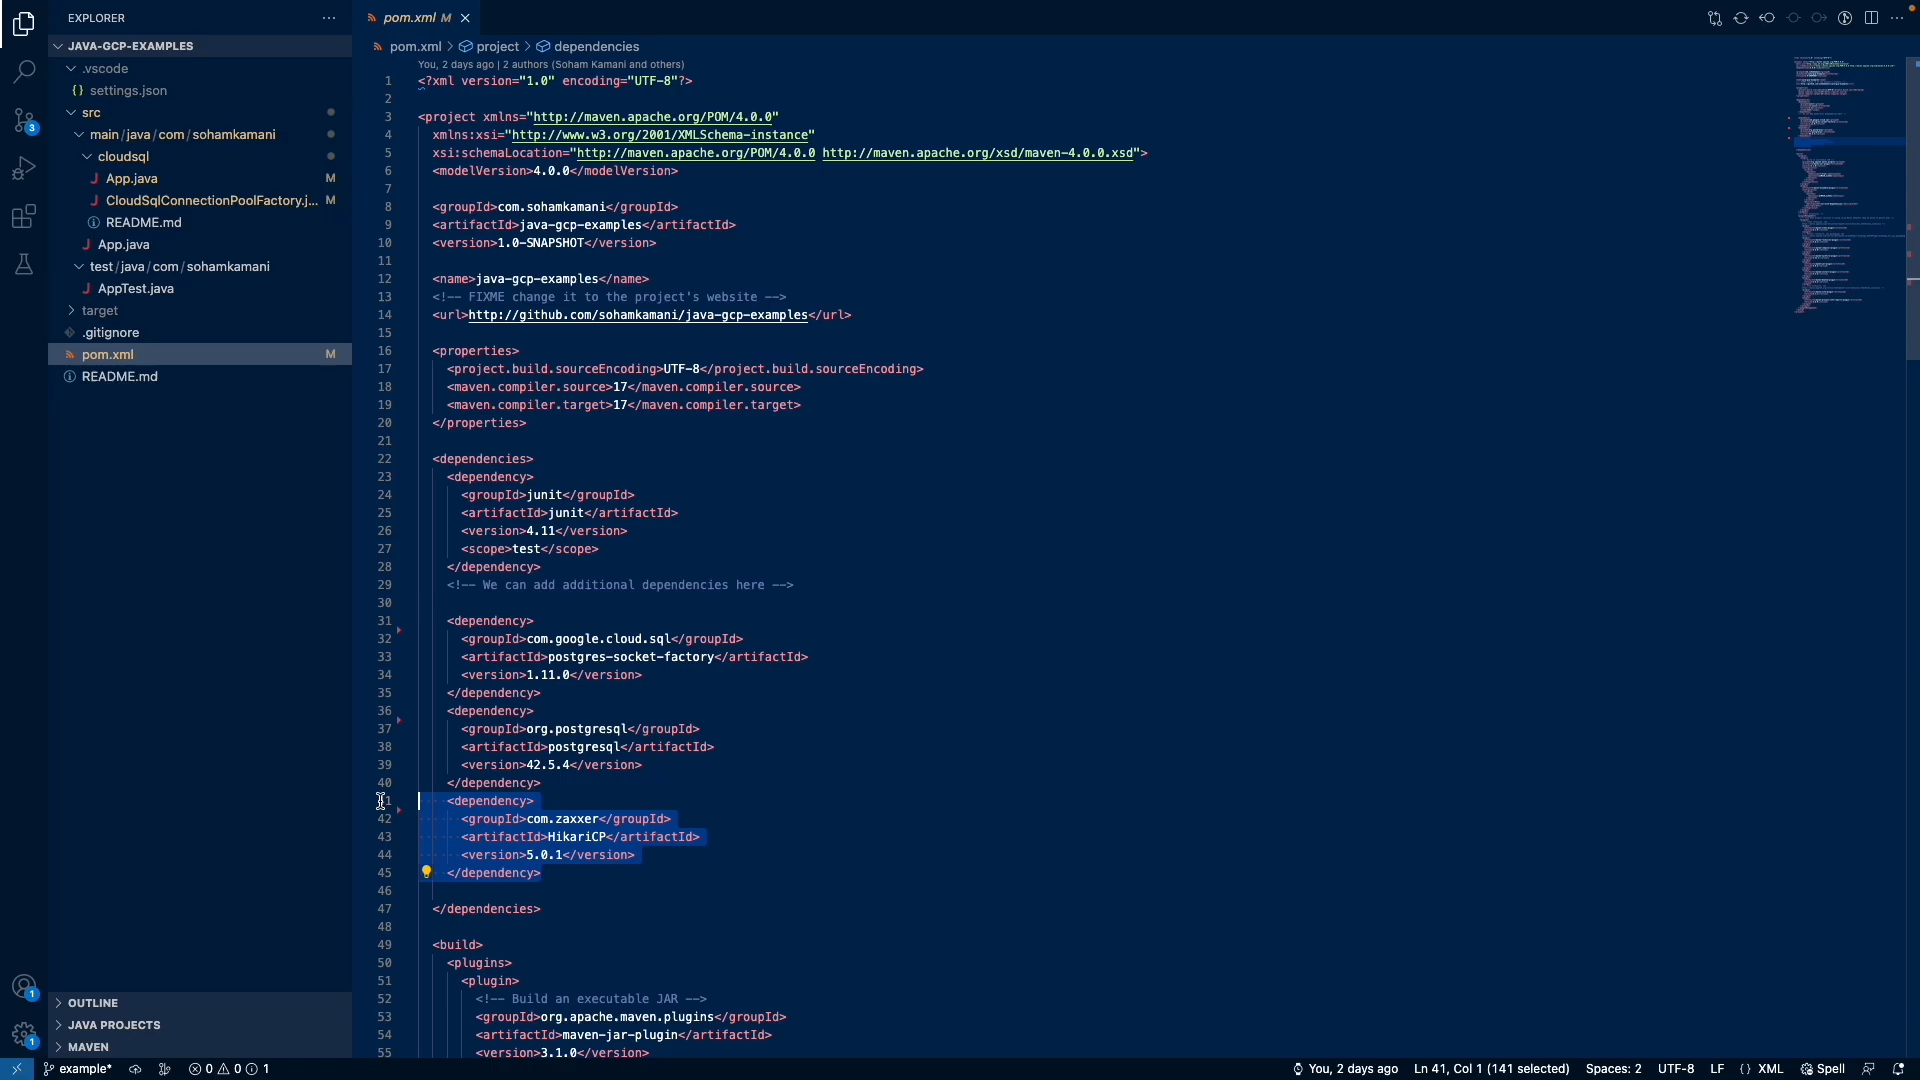 EXPLORER
JAVA-GCP-EXAMPLES
.vscode
{} settings.json
src
main/java/com/sohamkamani
cloudsql
J App.java M
J CloudSqlConnectionPoolFactory.j... M
README.md
J App.java
test/java/com/sohamkamani
J AppTest.java
target
.gitignore
pom.xml M
README.md
OUTLINE
JAVA PROJECTS
MAVEN
3
1
1
pom.xml M
pom.xml > project > dependencies
You, 2 days ago | 2 authors (Soham Kamani and others)
1 <?xml version="1.0" encoding="UTF-8"?>
2
3 <project xmlns="http://maven.apache.org/POM/4.0.0"
4 xmlns:xsi="http://www.w3.org/2001/XMLSchema-instance"
5 xsi:schemaLocation="http://maven.apache.org/POM/4.0.0 http://maven.apache.org/xsd/maven-4.0.0.xsd">
6 <modelVersion>4.0.0</modelVersion>
7
8 <groupId>com.sohamkamani</groupId>
9 <artifactId>java-gcp-examples</artifactId>
10 <version>1.0-SNAPSHOT</version>
11
12 <name>java-gcp-examples</name>
13 <!-- FIXME change it to the project's website -->
14 <url>http://github.com/sohamkamani/java-gcp-examples</url>
15
16 <properties>
17 <project.build.sourceEncoding>UTF-8</project.build.sourceEncoding>
18 <maven.compiler.source>17</maven.compiler.source>
19 <maven.compiler.target>17</maven.compiler.target>
20 </properties>
21
22 <dependencies>
23 <dependency>
24 <groupId>junit</groupId>
25 <artifactId>junit</artifactId>
26 <version>4.11</version>
27 <scope>test</scope>
28 </dependency>
29 <!-- We can add additional dependencies here -->
30
31 <dependency>
32 <groupId>com.google.cloud.sql</groupId>
33 <artifactId>postgres-socket-factory</artifactId>
34 <version>1.11.0</version>
35 </dependency>
36 <dependency>
37 <groupId>org.postgresql</groupId>
38 <artifactId>postgresql</artifactId>
39 <version>42.5.4</version>
40 </dependency>
41 <dependency>
42 <groupId>com.zaxxer</groupId>
43 <artifactId>HikariCP</artifactId>
44 <version>5.0.1</version>
45 </dependency>
46
47 </dependencies>
48
49 <build>
50 <plugins>
51 <plugin>
52 <!-- Build an executable JAR -->
53 <groupId>org.apache.maven.plugins</groupId>
54 <artifactId>maven-jar-plugin</artifactId>
55 <version>3.1.0</version>
example* 0 0 1 You, 2 days ago Ln 41, Col 1 (141 selected) Spaces: 2 UTF-8 LF {} XML Spell